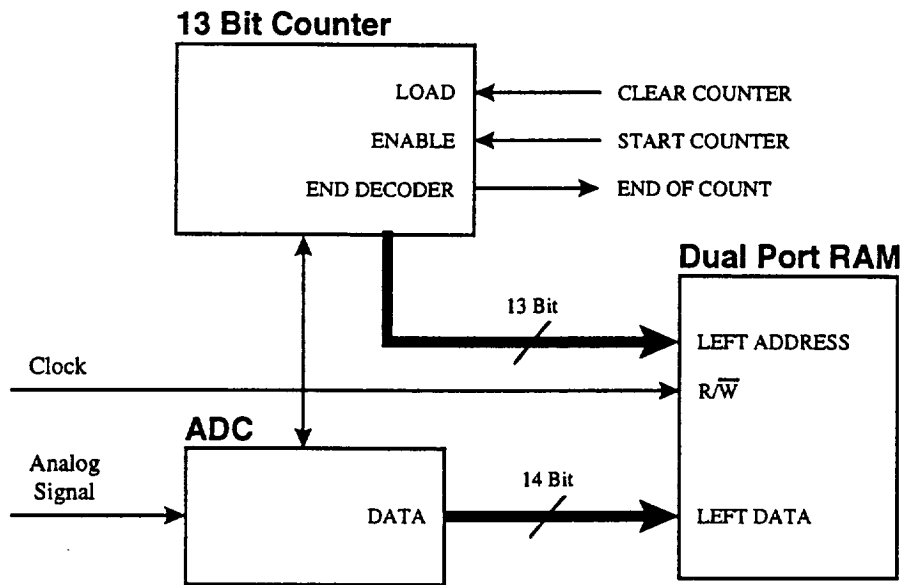 13 Bit Counter
LOAD
CLEAR COUNTER
ENABLE
START COUNTER
END DECODER
END OF COUNT
Dual Port RAM
13 Bit
LEFT ADDRESS
Clock
R/W̅
ADC
Analog
Signal
14 Bit
DATA
LEFT DATA